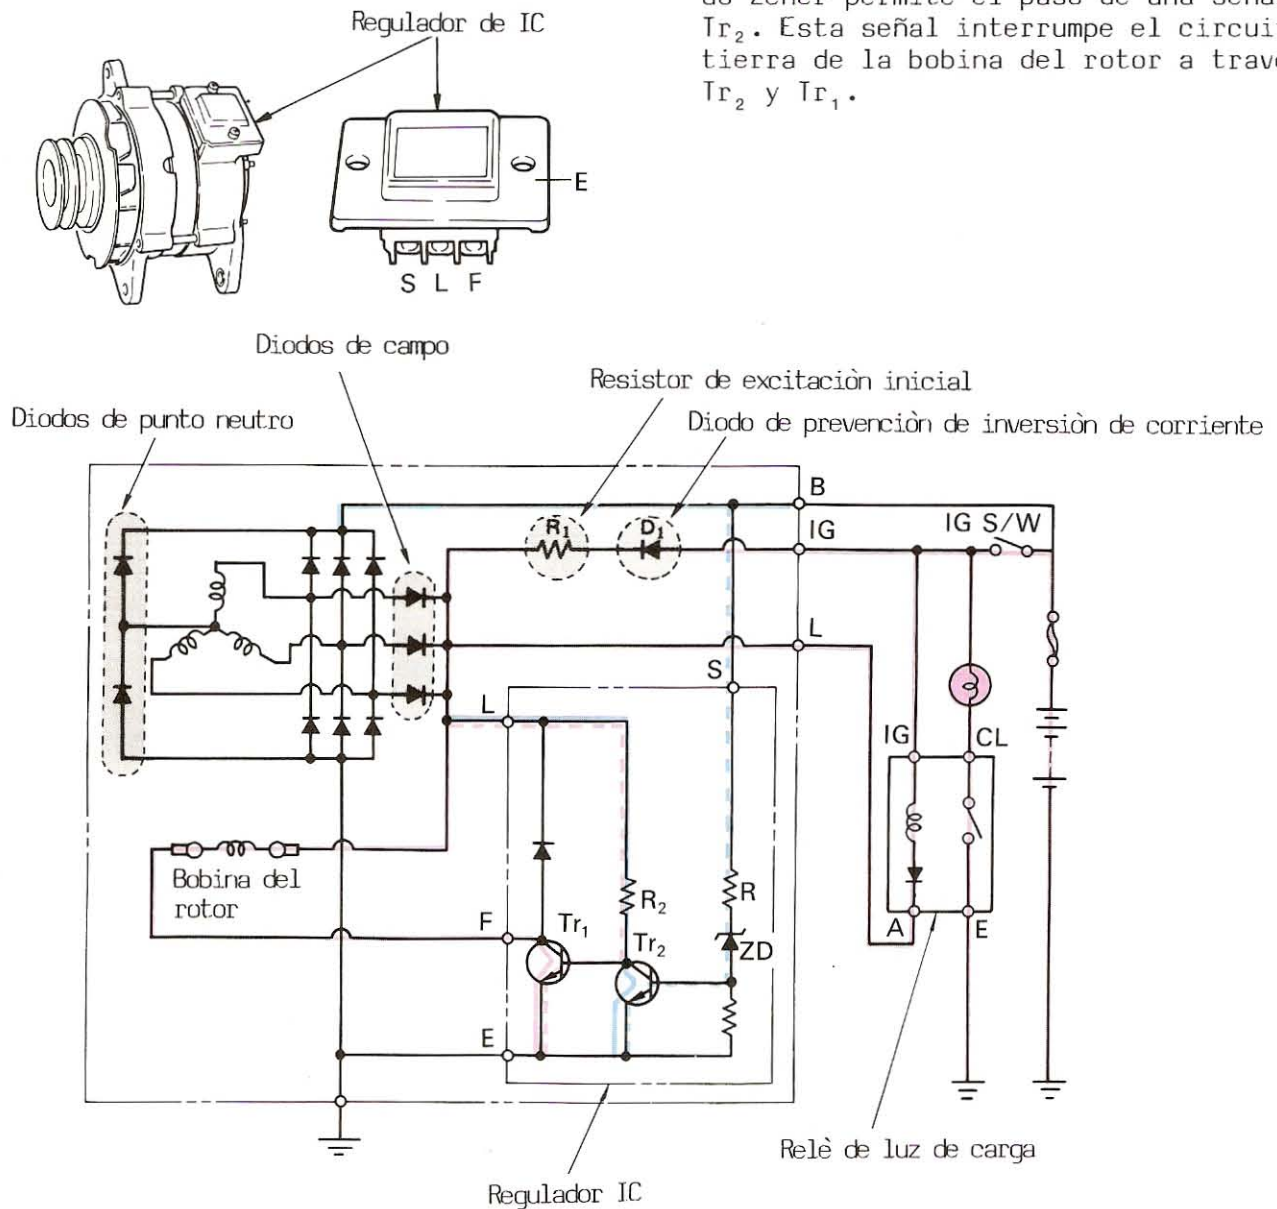 do zener permite el paso de una señal
Tr₂. Esta señal interrumpe el circui
tierra de la bobina del rotor a trav
Tr₂ y Tr₁.
Regulador de IC
E
S L F
Diodos de campo
Resistor de excitaciòn inicial
Diodos de punto neutro
Diodo de prevenciòn de inversiòn de corriente
B
R₁
D₁
IG
IG S/W
L
S
L
IG
CL
Bobina del
rotor
R₂
R
F
Tr₁
Tr₂
ZD
A
E
E
Relè de luz de carga
Regulador IC